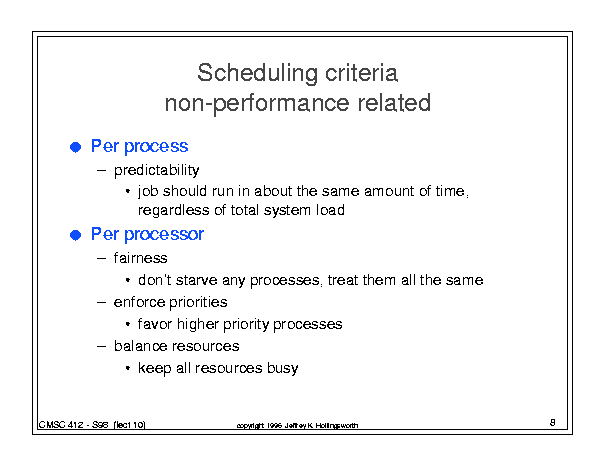 Scheduling criteria
non-performance related
● Per process
– predictability
• job should run in about the same amount of time,
regardless of total system load
● Per processor
– fairness
• don't starve any processes, treat them all the same
– enforce priorities
• favor higher priority processes
– balance resources
• keep all resources busy
CMSC 412 - S98 (lect 10)
copyright 1996 Jeffrey K. Hollingsworth
8